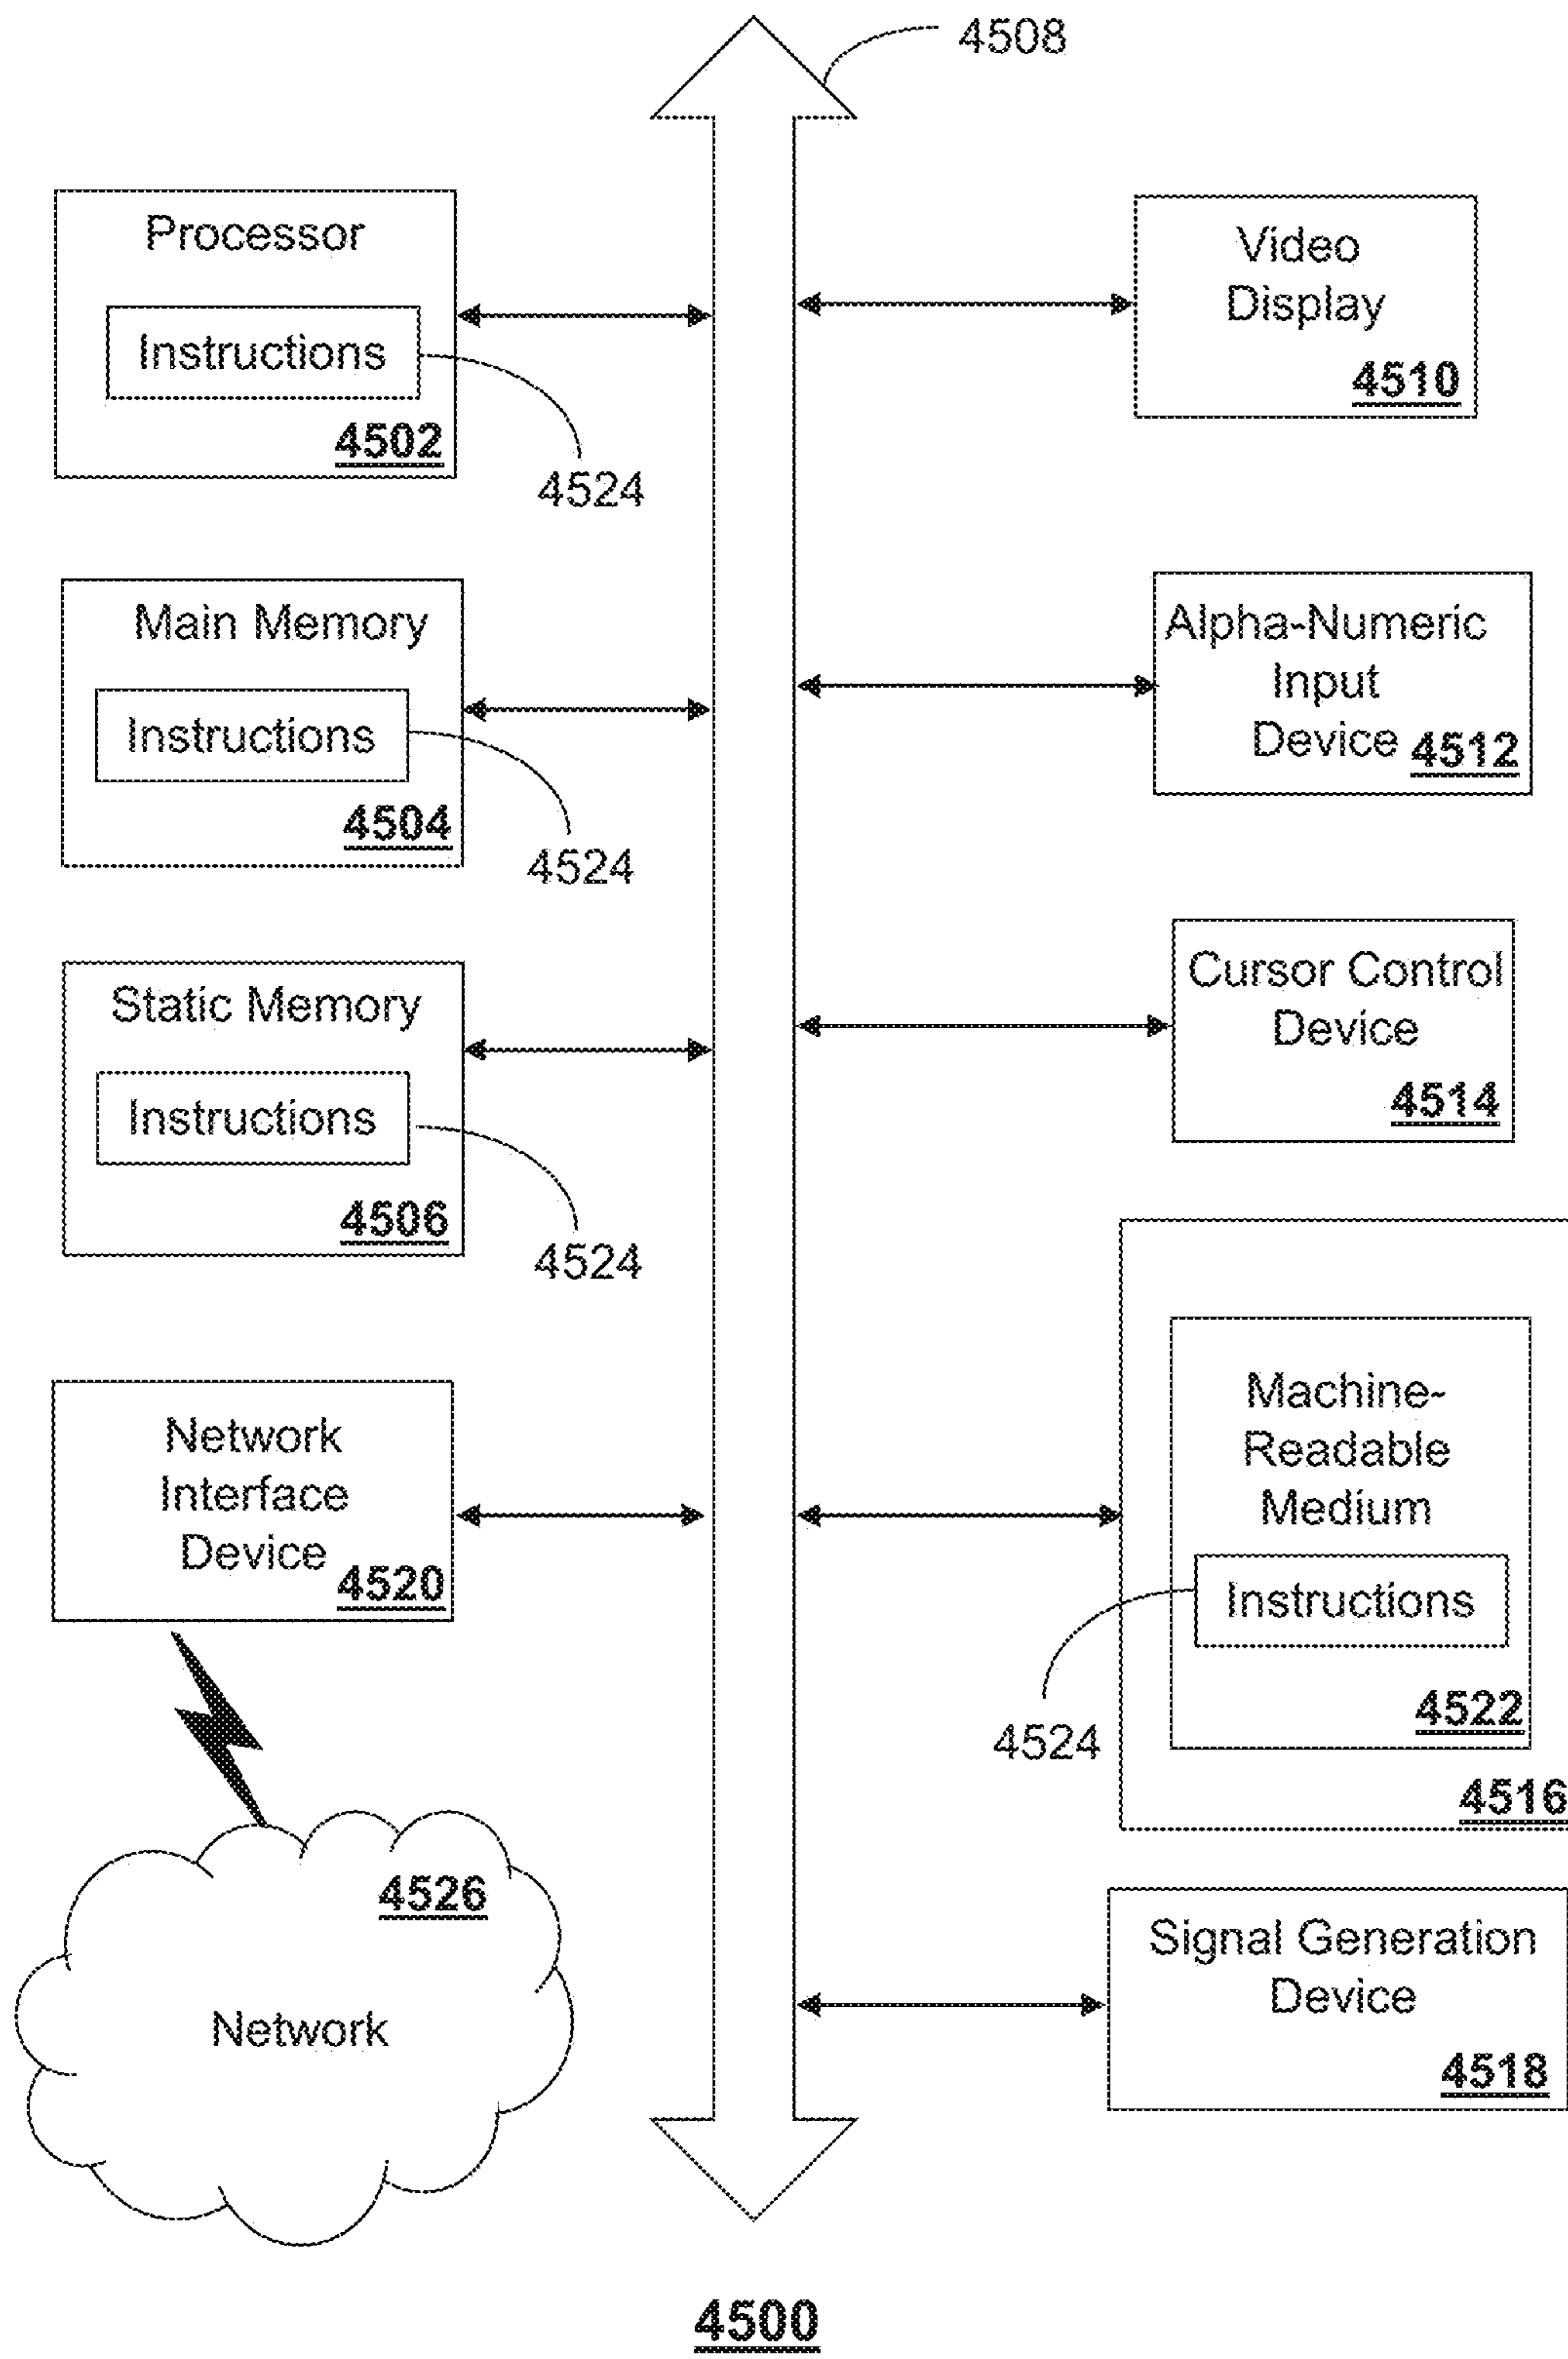 4508
Processor
Instructions
4502
4524
Video
Display
4510
Main Memory
Instructions
4504
4524
Alpha-Numeric
Input
Device
4512
Static Memory
Instructions
4506
4524
Cursor Control
Device
4514
Network
Interface
Device
4520
Machine-
Readable
Medium
Instructions
4522
4524
4516
4526
Network
Signal Generation
Device
4518
4500